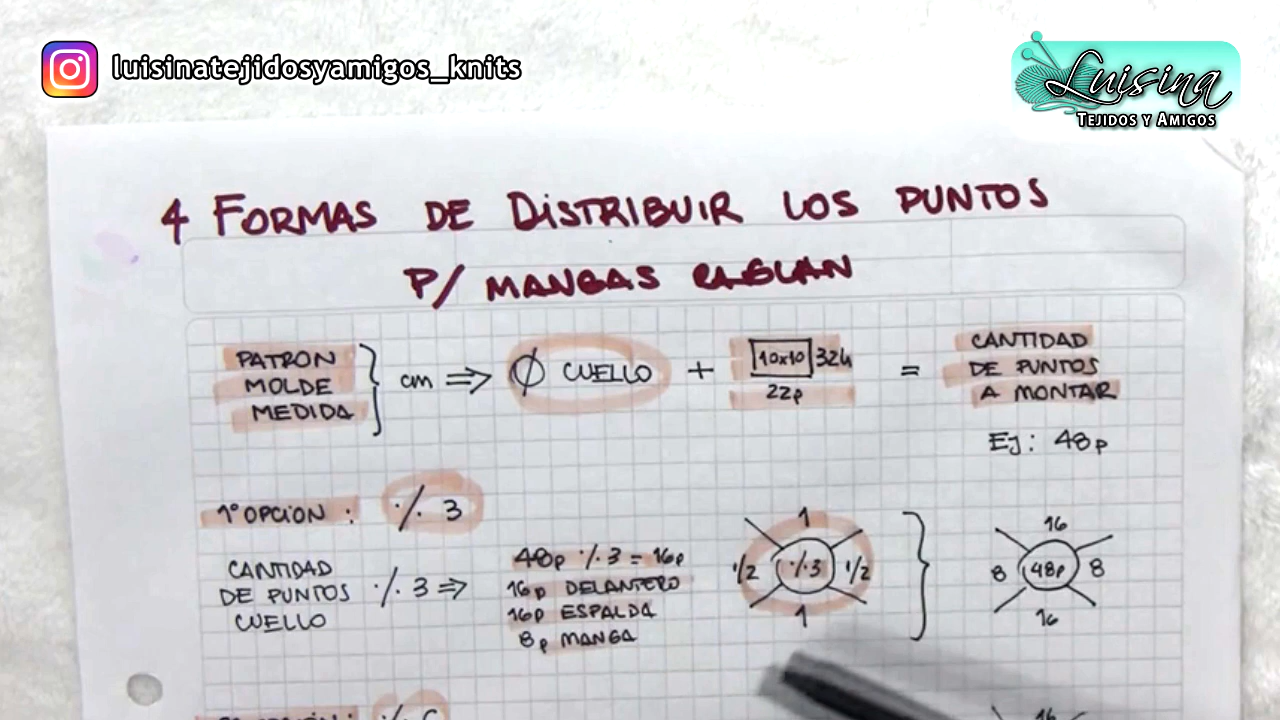 luisinatejidosyamigos_knits
Luisina
TEJIDOS Y AMIGOS
4 FORMAS DE DISTRIBUIR LOS PUNTOS
P/ MANGAS RAGLAN
PATRON
MOLDE
MEDIDA
cm ⇒
∅ CUELLO
+
10x10 32h
22p
=
CANTIDAD
DE PUNTOS
A MONTAR
EJ: 48p
1° OPCION : ·/. 3
CANTIDAD
DE PUNTOS
CUELLO
·/. 3 ⇒
48p ·/. 3 = 16p
16p DELANTERO
16p ESPALDA
8p MANGA
1
1/2 ·/. 3 1/2
1
16
8 48p 8
16
16